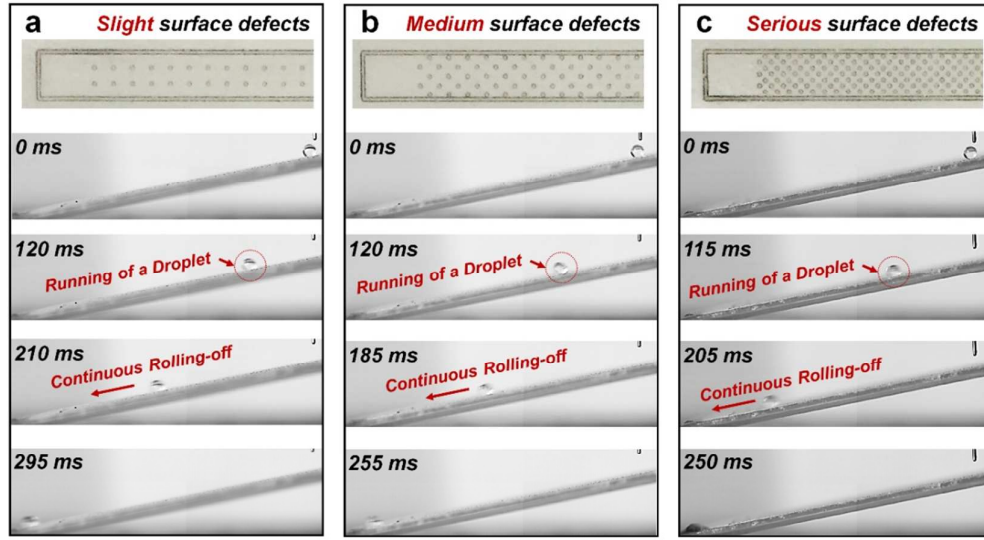 a Slight surface defects
0 ms
120 ms
Running of a Droplet
210 ms
Continuous Rolling-off
295 ms
b Medium surface defects
0 ms
120 ms
Running of a Droplet
185 ms
Continuous Rolling-off
255 ms
c Serious surface defects
0 ms
115 ms
Running of a Droplet
205 ms
Continuous Rolling-off
250 ms